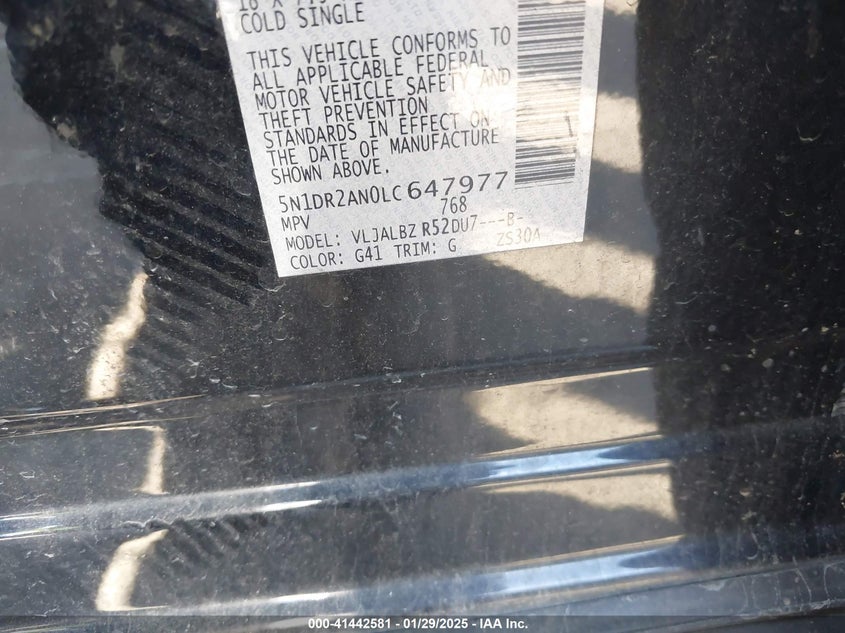 COLD SINGLE
THIS VEHICLE CONFORMS TO
ALL APPLICABLE FEDERAL
MOTOR VEHICLE SAFETY AND
THEFT PREVENTION
STANDARDS IN EFFECT ON
THE DATE OF MANUFACTURE
SHOWN ABOVE.
5N1DR2AN0LC647977
MPV 768
MODEL: VLJALBZ R52DU7---B-
COLOR: G41 TRIM: G ZS304
000-41442581 | 01/29/2025 - IAA Inc.